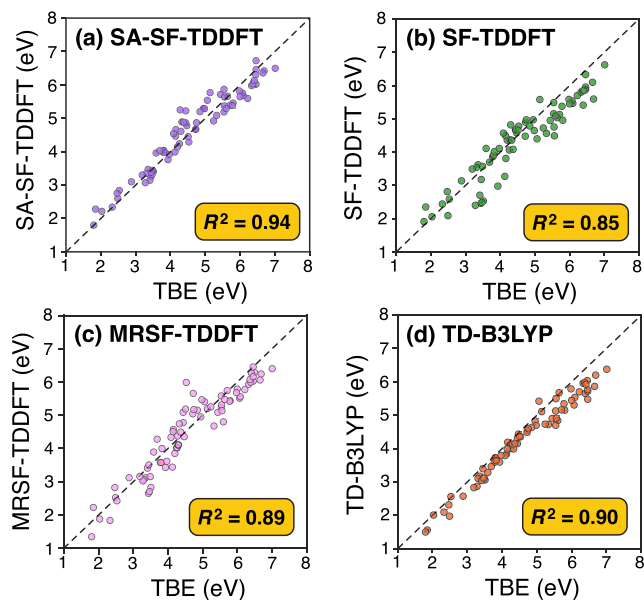 (a) SA-SF-TDDFT
SA-SF-TDDFT (eV)
8
7
6
5
4
3
2
1
R² = 0.94
1 2 3 4 5 6 7 8
TBE (eV)
(b) SF-TDDFT
SF-TDDFT (eV)
8
7
6
5
4
3
2
1
R² = 0.85
1 2 3 4 5 6 7 8
TBE (eV)
(c) MRSF-TDDFT
MRSF-TDDFT (eV)
8
7
6
5
4
3
2
1
R² = 0.89
1 2 3 4 5 6 7 8
TBE (eV)
(d) TD-B3LYP
TD-B3LYP (eV)
8
7
6
5
4
3
2
1
R² = 0.90
1 2 3 4 5 6 7 8
TBE (eV)